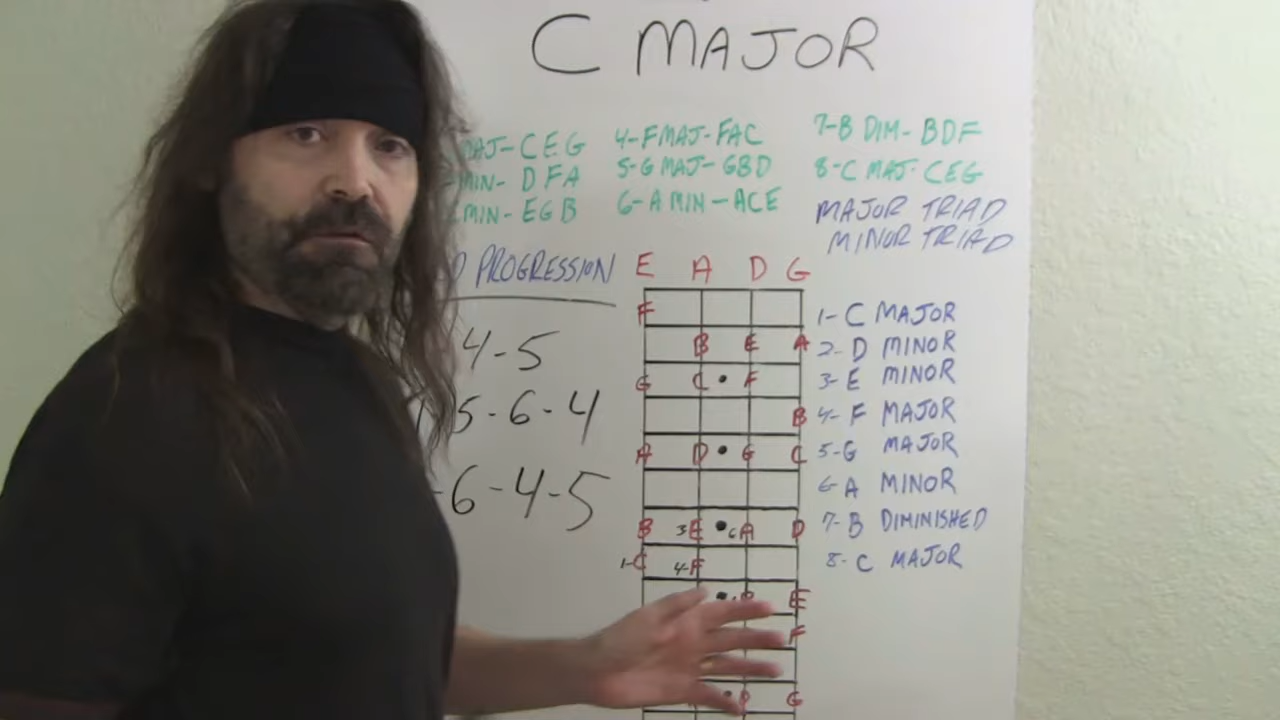 C MAJOR
MAJ-CEG
MIN-DFA
MIN-EGB
4-FMAJ-FAC
5-G MAJ-GBD
6-A MIN-ACE
7-B DIM-BDF
8-C MAJ-CEG
MAJOR TRIAD
MINOR TRIAD
PROGRESSION
4-5
5-6-4
-6-4-5
E A D G
F
B E A
G C F
B
A D G C
B 3E 6A D
1-C 4-F
E
F
G
1-C MAJOR
2-D MINOR
3-E MINOR
4-F MAJOR
5-G MAJOR
6-A MINOR
7-B DIMINISHED
8-C MAJOR